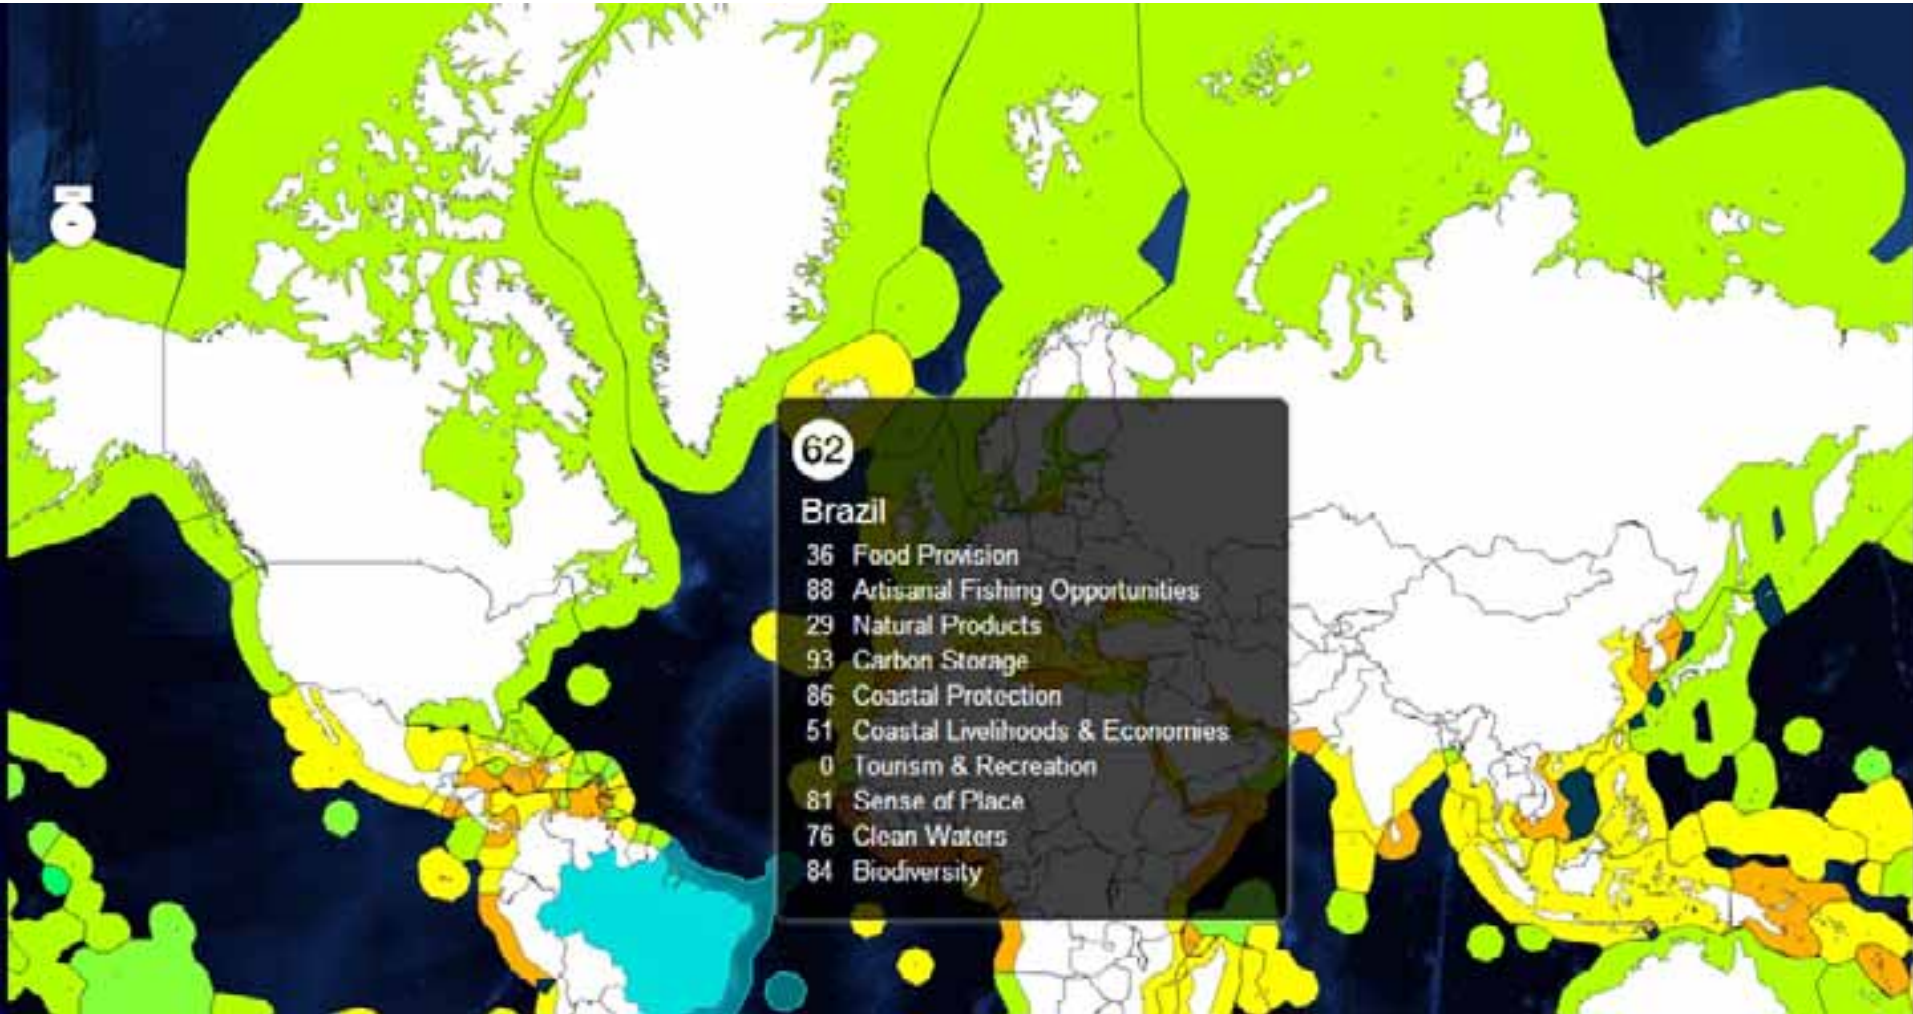 62
Brazil
36 Food Provision
88 Artisanal Fishing Opportunities
29 Natural Products
93 Carbon Storage
86 Coastal Protection
51 Coastal Livelihoods & Economies
0 Tourism & Recreation
81 Sense of Place
76 Clean Waters
84 Biodiversity